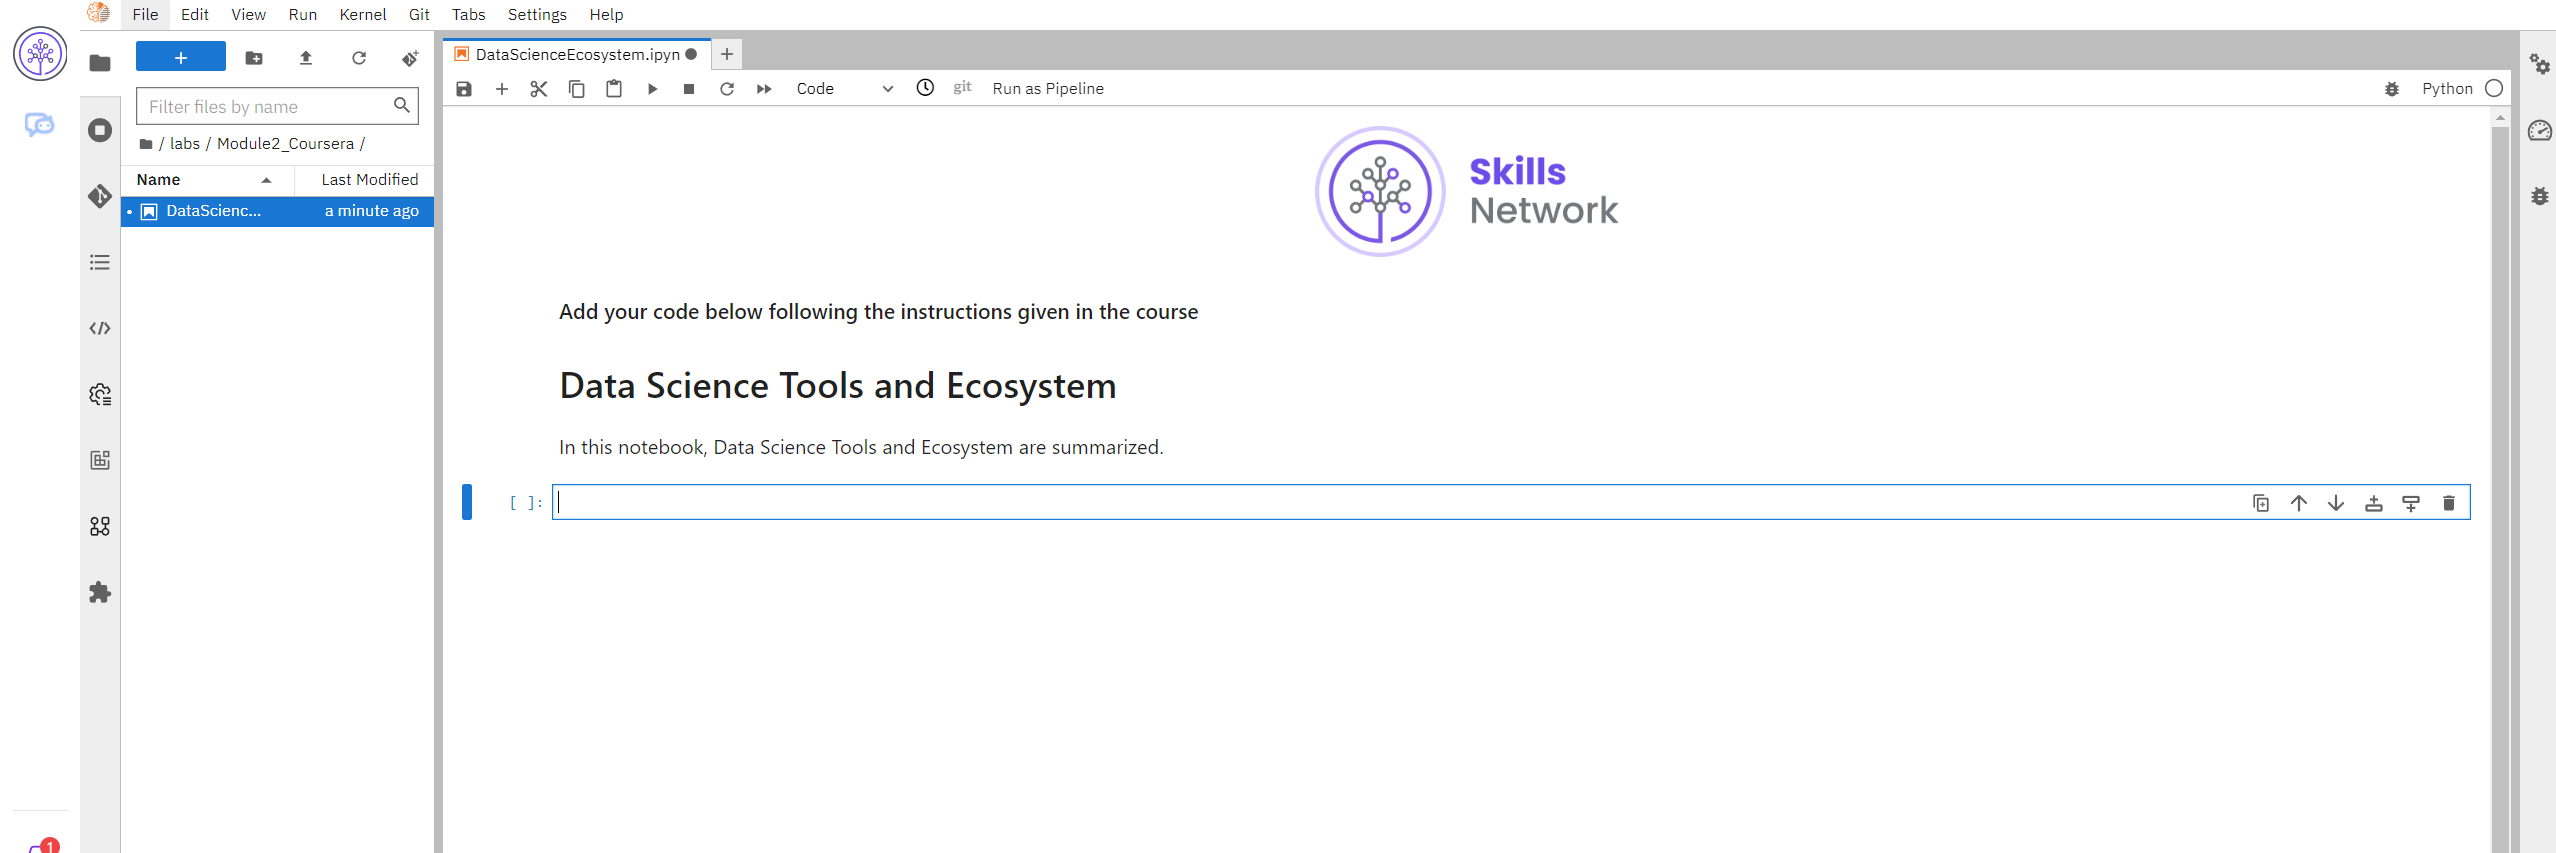 File Edit View Run Kernel Git Tabs Settings Help
+
Filter files by name
/ labs / Module2_Coursera /
Name Last Modified
DataScienc... a minute ago
DataScienceEcosystem.ipyn
+
Code git Run as Pipeline Python
Skills
Network
Add your code below following the instructions given in the course
Data Science Tools and Ecosystem
In this notebook, Data Science Tools and Ecosystem are summarized.
[ ]:
1